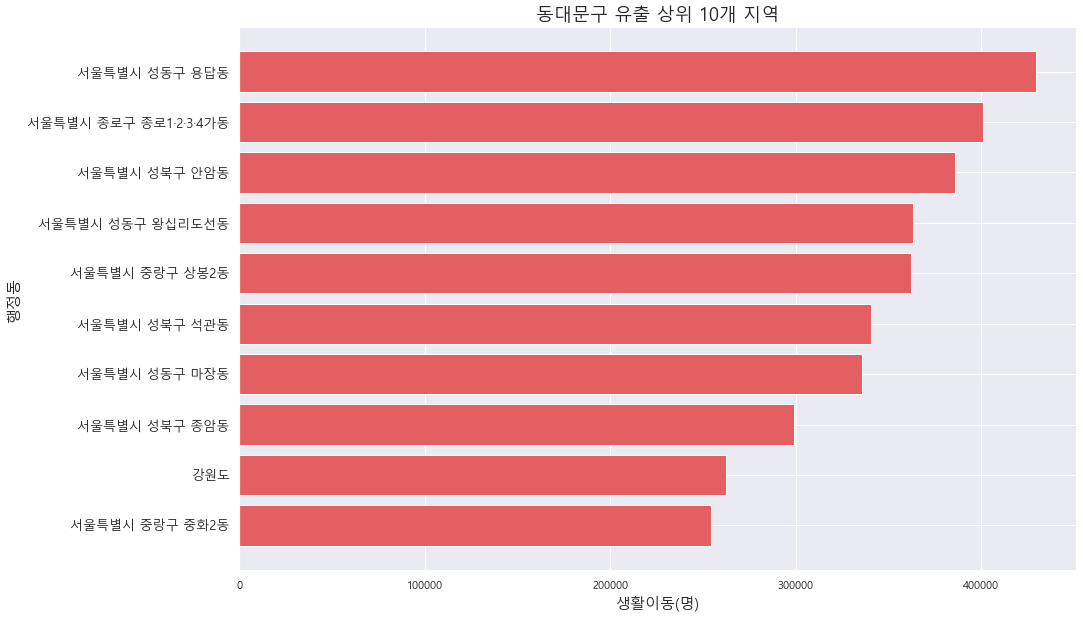 동대문구 유출 상위 10개 지역
행정동
서울특별시 성동구 용답동
서울특별시 종로구 종로1·2·3·4가동
서울특별시 성북구 안암동
서울특별시 성동구 왕십리도선동
서울특별시 중랑구 상봉2동
서울특별시 성북구 석관동
서울특별시 성동구 마장동
서울특별시 성북구 종암동
강원도
서울특별시 중랑구 중화2동
0 100000 200000 300000 400000
생활이동(명)